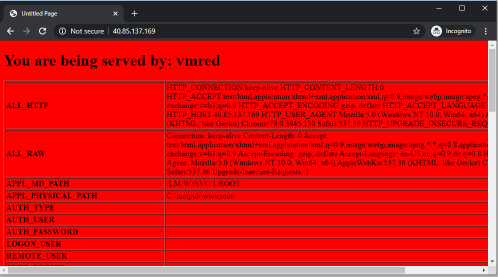 Untitled Page
Not secure
40.85.137.169
Incognito
You are being served by: vmred
ALL_HTTP
HTTP_CONNECTION:keep-alive HTTP_CONTENT_LENGTH:0
HTTP_ACCEPT:text/html,application/xhtml+xml,application/xml;q=0.9,image/webp,image/apng,*/*
exchange;v=b3;q=0.9 HTTP_ACCEPT_ENCODING:gzip, deflate HTTP_ACCEPT_LANGUAGE
HTTP_HOST:40.85.137.169 HTTP_USER_AGENT:Mozilla/5.0 (Windows NT 10.0; Win64; x64)
(KHTML, like Gecko) Chrome/79.0.3945.130 Safari/537.36 HTTP_UPGRADE_INSECURE_REQ
ALL_RAW
Connection: keep-alive Content-Length: 0 Accept:
text/html,application/xhtml+xml,application/xml;q=0.9,image/webp,image/apng,*/*;q=0.8,application
exchange;v=b3;q=0.9 Accept-Encoding: gzip, deflate Accept-Language: en-US,en;q=0.9
Agent: Mozilla/5.0 (Windows NT 10.0; Win64; x64) AppleWebKit/537.36 (KHTML, like Gecko)
Safari/537.36 Upgrade-Insecure-Requests: 1
APPL_MD_PATH
/LM/W3SVC/1/ROOT
APPL_PHYSICAL_PATH
C:\inetpub\wwwroot\
AUTH_TYPE
AUTH_USER
AUTH_PASSWORD
LOGON_USER
REMOTE_USER